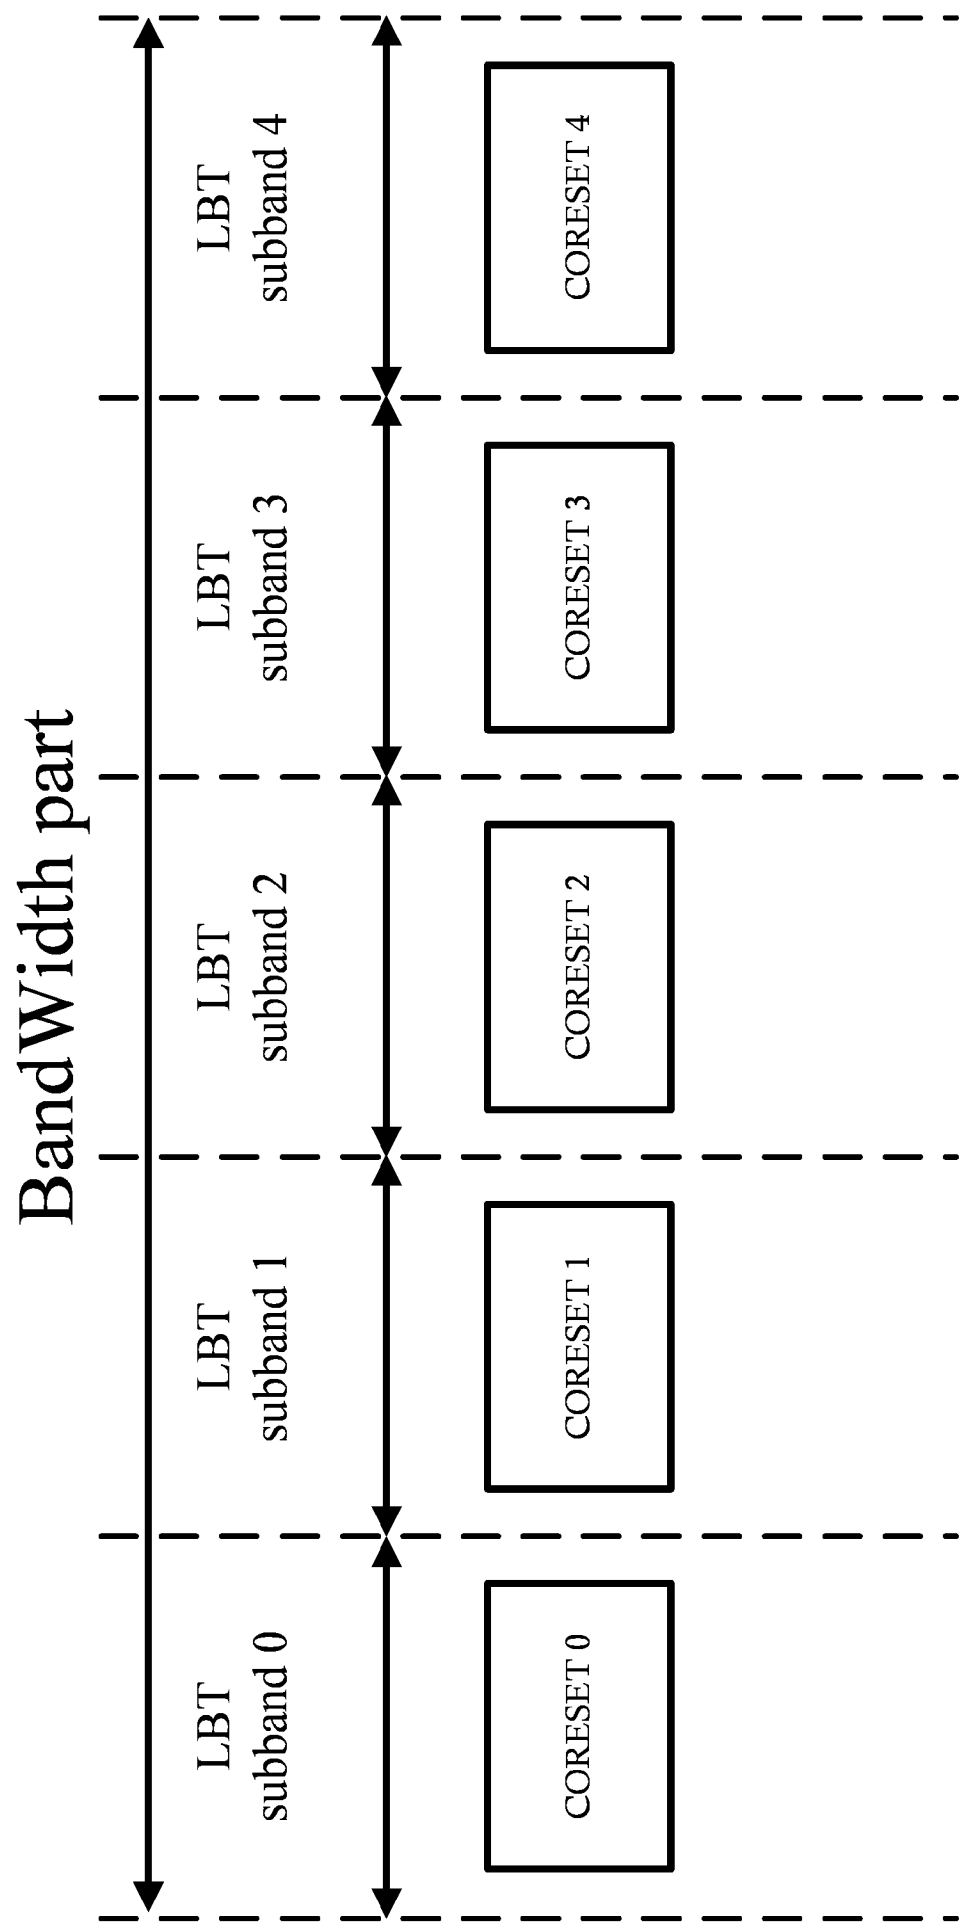 BandWidth part
LBT
subband 0
LBT
subband 1
LBT
subband 2
LBT
subband 3
LBT
subband 4
CORESET 0
CORESET 1
CORESET 2
CORESET 3
CORESET 4